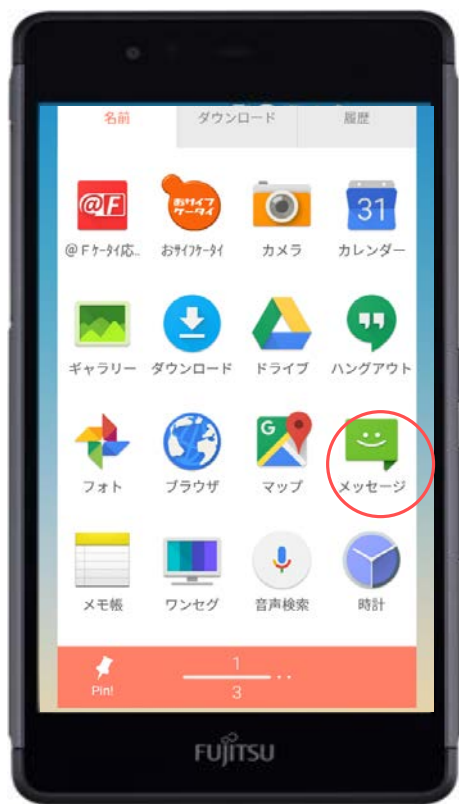 名前 ダウンロード 履歴
@F
おサイフ
ケータイ
31
@Fケータイ応..
おサイフケータイ
カメラ
カレンダー
ギャラリー
ダウンロード
ドライブ
ハングアウト
G
フォト
ブラウザ
マップ
メッセージ
メモ帳
ワンセグ
音声検索
時計
Pin!
1
3
FUJITSU